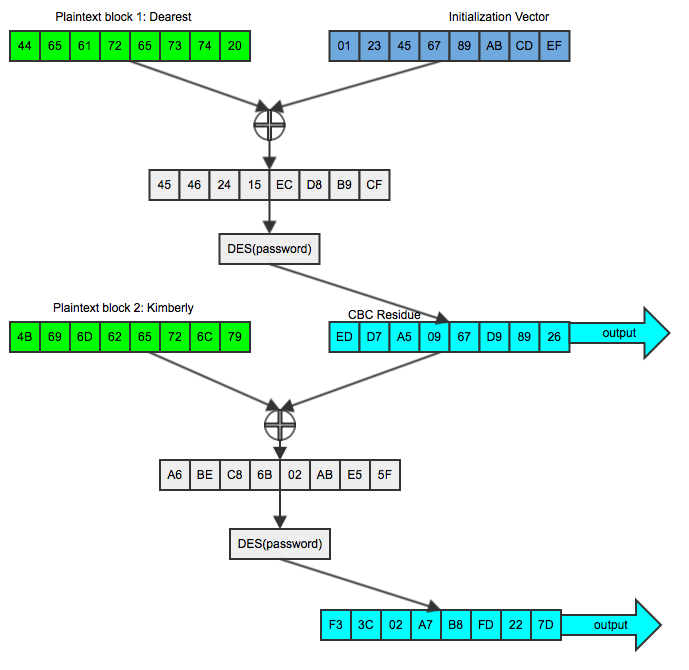 Plaintext block 1: Dearest
Initialization Vector
44 65 61 72 65 73 74 20
01 23 45 67 89 AB CD EF
45 46 24 15 EC D8 B9 CF
DES(password)
Plaintext block 2: Kimberly
CBC Residue
4B 69 6D 62 65 72 6C 79
ED D7 A5 09 67 D9 89 26
output
A6 BE C8 6B 02 AB E5 5F
DES(password)
F3 3C 02 A7 B8 FD 22 7D
output